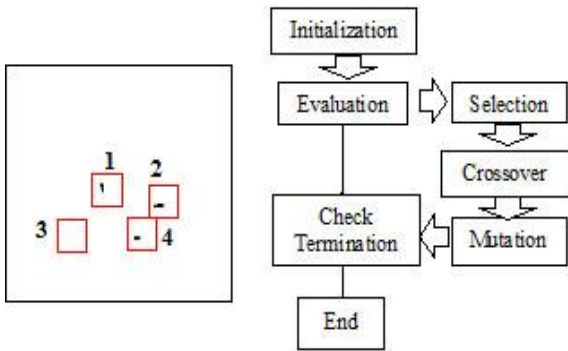 1
2
3
4
Initialization
Evaluation
Selection
Crossover
Mutation
Check
Termination
End